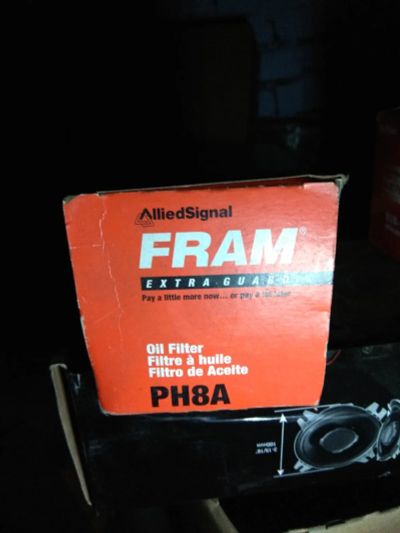 AlliedSignal
FRAM®
EXTRA·GUARD
Pay a little more now... or pay a lot later
Oil Filter
Filtre à huile
Filtro de Aceite
PH8A
100mm